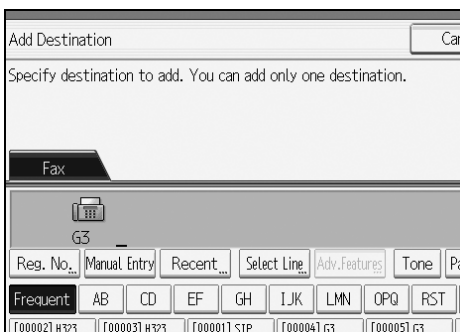 Add Destination
Specify destination to add. You can add only one destination.
Fax
G3 _
Reg. No. Manual Entry Recent Select Line Adv.Features Tone
Frequent AB CD EF GH IJK LMN OPQ RST
[00002] H323 [00003] H323 [00001] SIP [00004] G3 [00005] G3